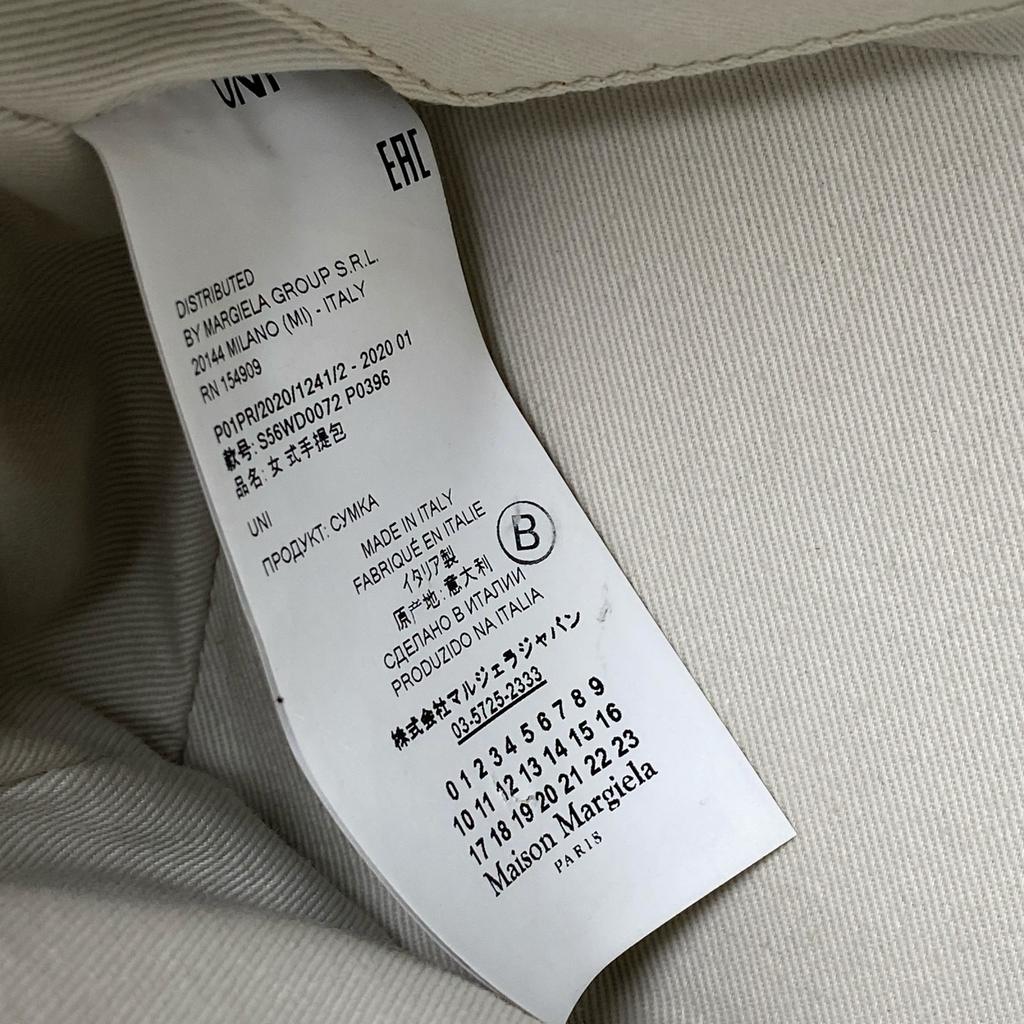 UNI
EAC
DISTRIBUTED
BY MARGIELA GROUP S.R.L.
20144 MILANO (MI) - ITALY
RN 154909
P01PR/2020/1241/2 - 2020 01
款号: S56WD0072 P0396
品名: 女式手提包
UNI
ПРОДУКТ: СУМКА
MADE IN ITALY
FABRIQUÉ EN ITALIE
B
イタリア製
原产地: 意大利
СДЕЛАНО В ИТАЛИИ
PRODUZIDO NA ITALIA
株式会社マルジェラジャパン
03-5725-2333
0 1 2 3 4 5 6 7 8 9
10 11 12 13 14 15 16
17 18 19 20 21 22 23
Maison Margiela
PARIS